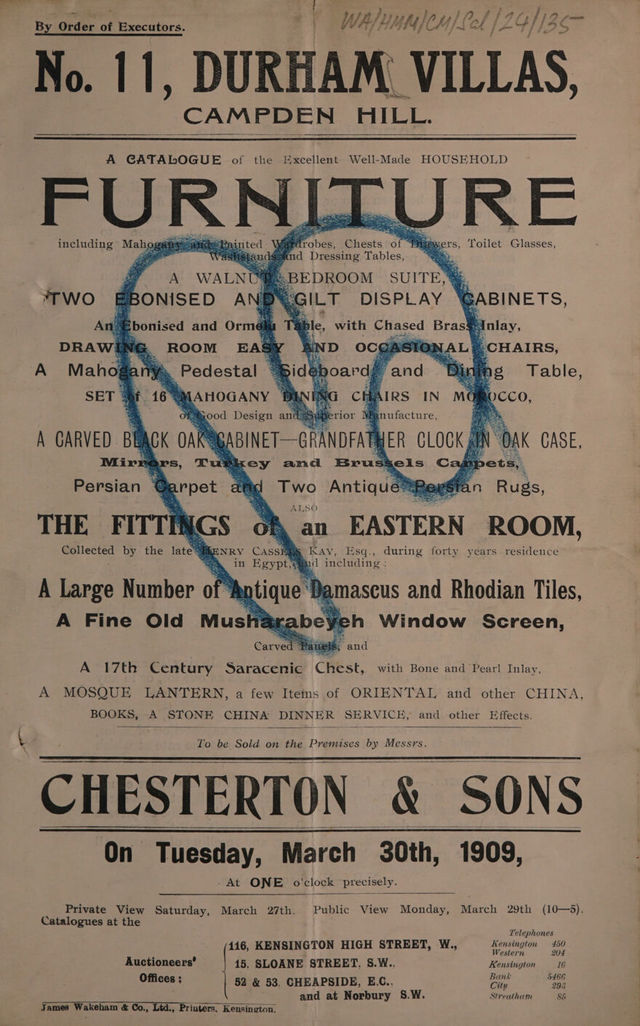 By Order of Executors.
WA/HMM/CM/Sal/24/135
No. 11, DURHAM VILLAS,
CAMPDEN HILL.
A CATALOGUE of the Excellent Well-Made HOUSEHOLD
FURNITURE
including Mahogany and Painted Wardrobes, Chests of Drawers, Toilet Glasses,
Washstands and Dressing Tables,
A WALNUT BEDROOM SUITE,
TWO EBONISED AND GILT DISPLAY CABINETS,
An Ebonised and Ormolu Table, with Chased Brass Inlay,
DRAWING ROOM EASY AND OCCASIONAL CHAIRS,
A Mahogany Pedestal Sideboard and Dining Table,
SET of 16 MAHOGANY DINING CHAIRS IN MOROCCO,
of Good Design and Superior Manufacture,
A CARVED BLACK OAK CABINET—GRANDFATHER CLOCK IN OAK CASE,
Mirrors, Turkey and Brussels Carpets,
Persian Carpet and Two Antique Persian Rugs,
ALSO
THE FITTINGS of an EASTERN ROOM,
Collected by the late HENRY CASSELS KAY, Esq., during forty years residence
in Egypt, and including:
A Large Number of Antique Damascus and Rhodian Tiles,
A Fine Old Musharabeyeh Window Screen,
Carved Panels, and
A 17th Century Saracenic Chest, with Bone and Pearl Inlay,
A MOSQUE LANTERN, a few Items of ORIENTAL and other CHINA,
BOOKS, A STONE CHINA DINNER SERVICE, and other Effects.
To be Sold on the Premises by Messrs.
CHESTERTON & SONS
On Tuesday, March 30th, 1909,
At ONE o'clock precisely.
Private View Saturday, March 27th. Public View Monday, March 29th (10—5).
Catalogues at the
Telephones
Auctioneers' Offices:
116, KENSINGTON HIGH STREET, W., Kensington 450
Western 204
15, SLOANE STREET, S.W., Kensington 16
52 & 53, CHEAPSIDE, E.C., Bank 5466
City 293
and at Norbury S.W. Streatham 85
James Wakeham & Co., Ltd., Printers, Kensington.